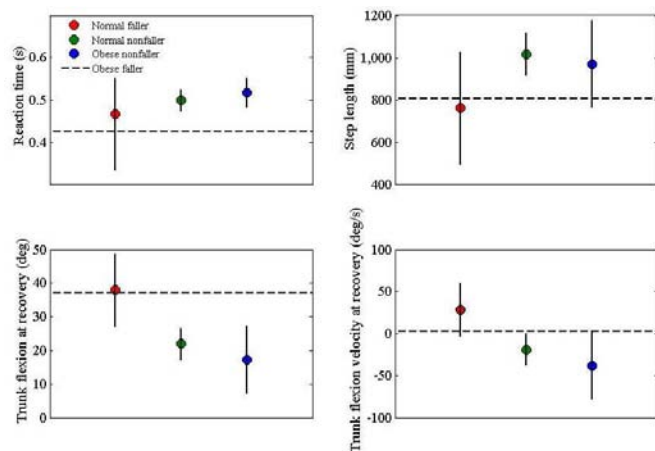 Normal faller
Normal nonfaller
Obese nonfaller
Obese faller
Reaction time (s)
0.6
0.5
0.4
Step length (mm)
1200
1,000
800
600
400
Trunk flexion at recovery (deg)
50
40
30
20
10
0
Trunk flexion velocity at recovery (deg/s)
100
50
0
-50
-100